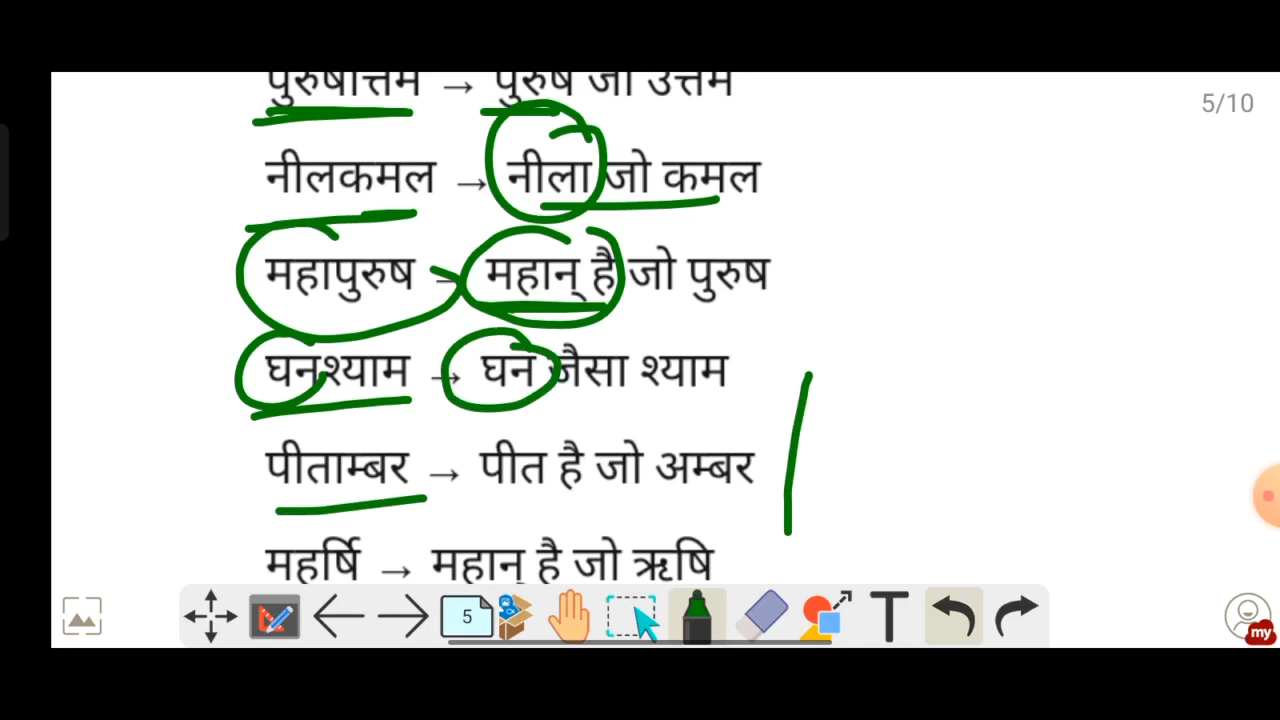 पुरुषोत्तम → पुरुष जो उत्तम
5/10
नीलकमल → नीला जो कमल
महापुरुष → महान् है जो पुरुष
घनश्याम → घन जैसा श्याम
पीताम्बर → पीत है जो अम्बर
महर्षि → महान् है जो ऋषि
5
T
my